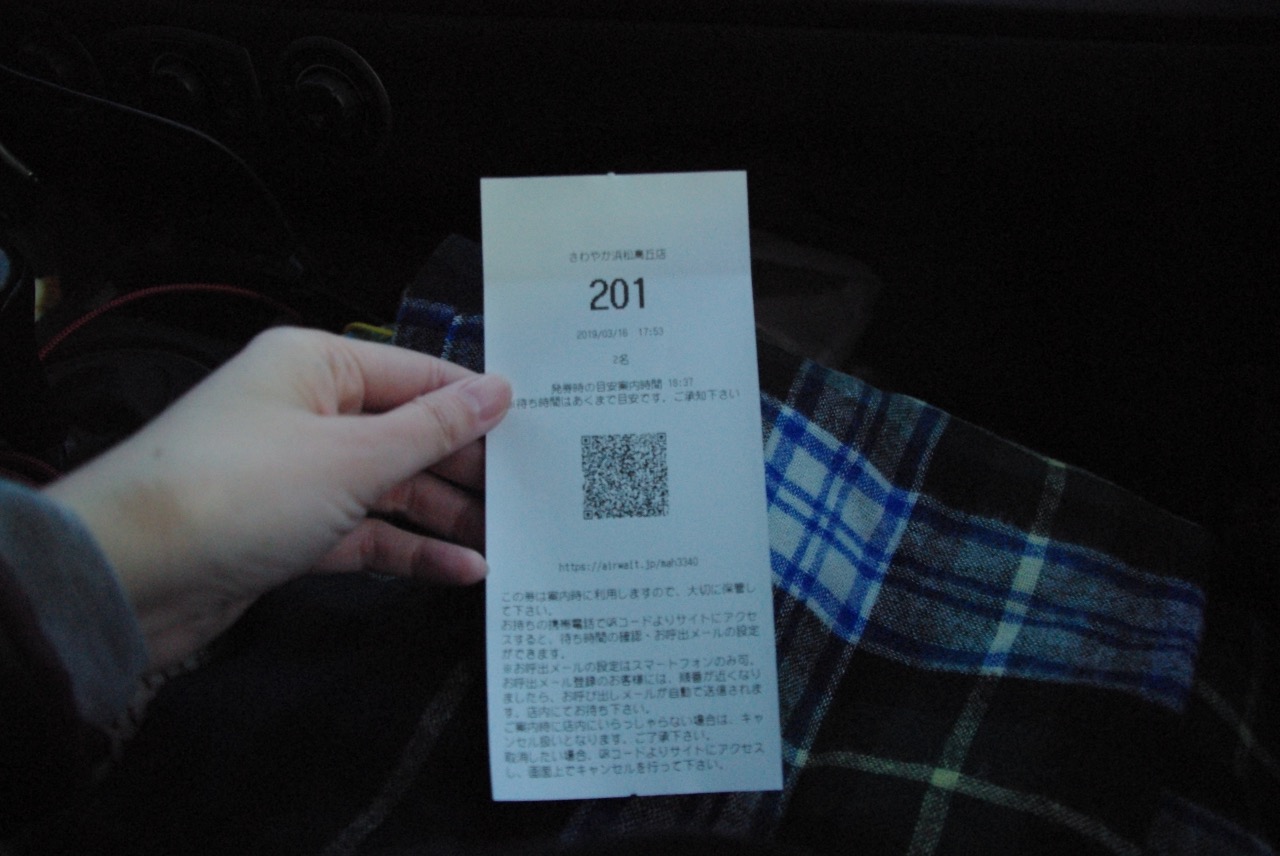 さわやか浜松高丘店
201
2019/03/16 17:53
2名
発券時の目安案内時間 18:37
※待ち時間はあくまで目安です。ご承知下さい
https://airwait.jp/mah3340
この券は案内時に利用しますので、大切に保管し
て下さい。
お持ちの携帯電話でQRコードよりサイトにアクセ
スすると、待ち時間の確認・お呼出メールの設定
ができます。
※お呼出メールの設定はスマートフォンのみ可。
お呼出メール登録のお客様には、順番が近くなり
ましたら、お呼び出しメールが自動で送信されま
す。店内にてお待ち下さい。
ご案内時に店内にいらっしゃらない場合は、キャ
ンセル扱いとなります。ご了承下さい。
取消したい場合、QRコードよりサイトにアクセス
し、画面上でキャンセルを行って下さい。